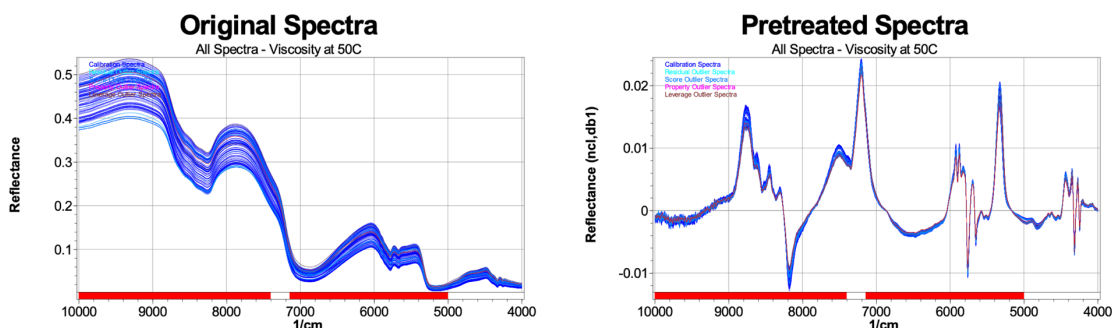 Original Spectra
All Spectra - Viscosity at 50C
Calibration Spectra
0.5
0.4
0.3
0.2
0.1
Reflectance
10000 9000 8000 7000 6000 5000 4000
1/cm
Pretreated Spectra
All Spectra - Viscosity at 50C
Calibration Spectra
Residual Outlier Spectra
Score Outlier Spectra
Property Outlier Spectra
Leverage Outlier Spectra
0.02
0.01
0
-0.01
Reflectance (ncl,db1)
10000 9000 8000 7000 6000 5000 4000
1/cm